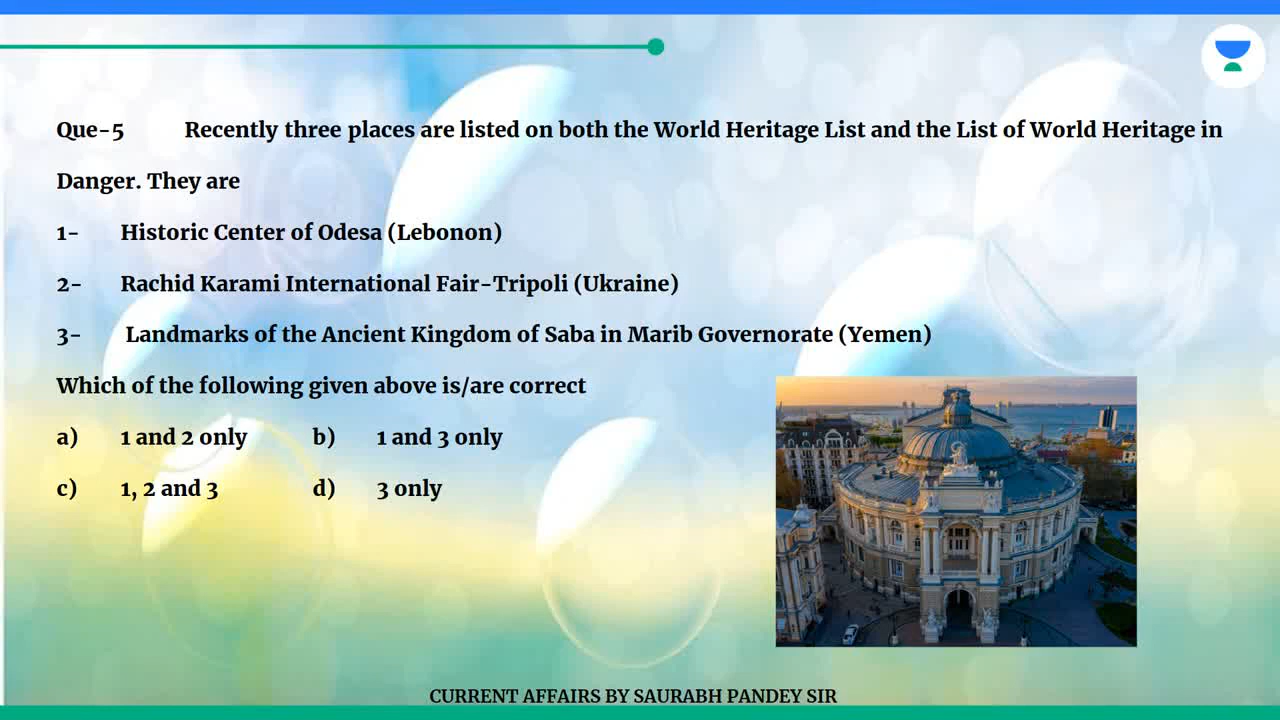 Que-5 Recently three places are listed on both the World Heritage List and the List of World Heritage in
Danger. They are
1- Historic Center of Odesa (Lebonon)
2- Rachid Karami International Fair-Tripoli (Ukraine)
3- Landmarks of the Ancient Kingdom of Saba in Marib Governorate (Yemen)
Which of the following given above is/are correct
a) 1 and 2 only b) 1 and 3 only
c) 1, 2 and 3 d) 3 only
CURRENT AFFAIRS BY SAURABH PANDEY SIR